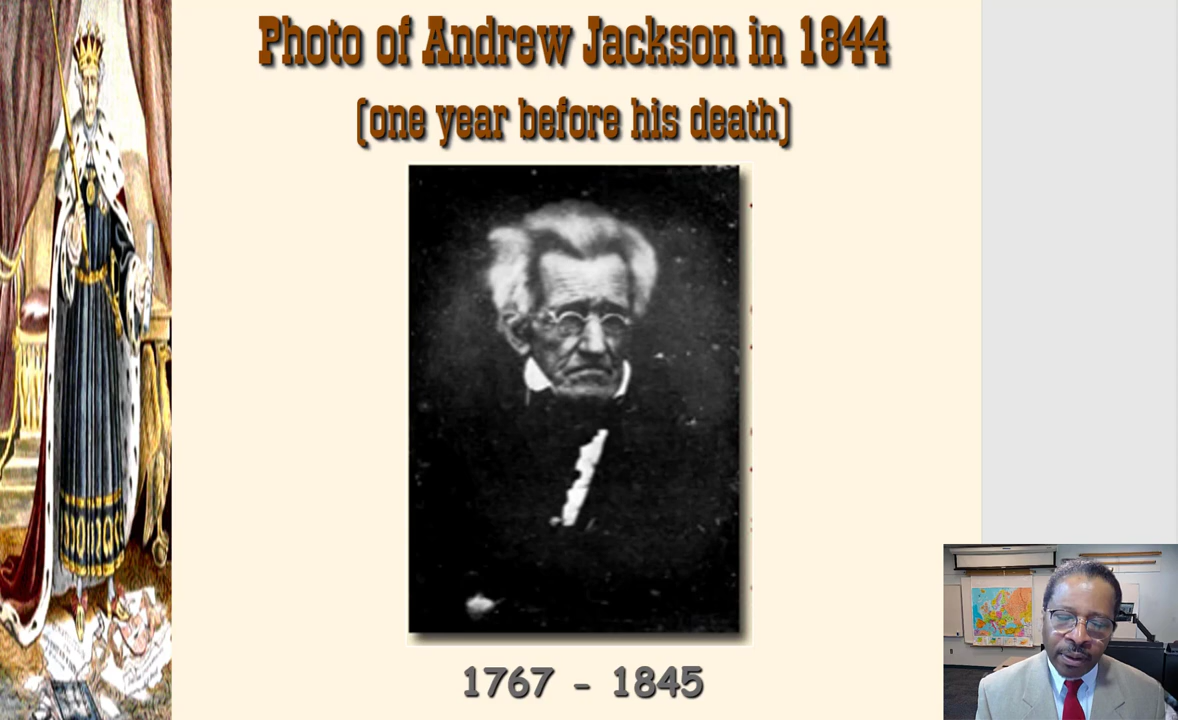 Photo of Andrew Jackson in 1844
(one year before his death)
1767 - 1845